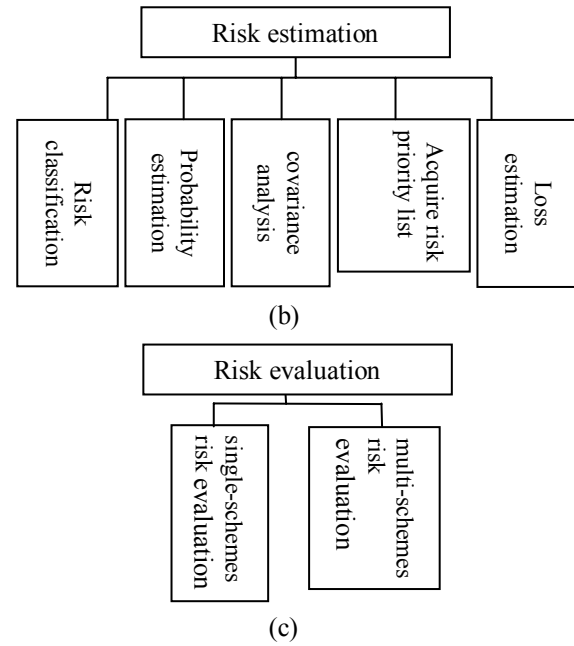 Risk estimation
Risk
classification
Probability
estimation
covariance
analysis
Acquire risk
priority list
Loss
estimation
(b)
Risk evaluation
single-schemes
risk evaluation
multi-schemes
risk
evaluation
(c)